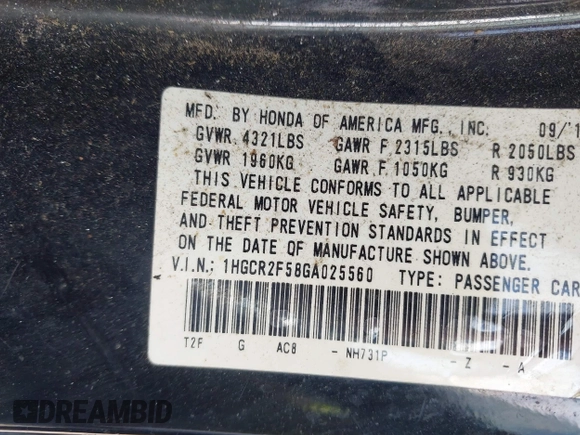 MFD. BY HONDA OF AMERICA MFG., INC. 09/1
GVWR 4321LBS GAWR F 2315LBS R 2050LBS
GVWR 1960KG GAWR F 1050KG R 930KG
THIS VEHICLE CONFORMS TO ALL APPLICABLE
FEDERAL MOTOR VEHICLE SAFETY, BUMPER,
AND THEFT PREVENTION STANDARDS IN EFFECT
ON THE DATE OF MANUFACTURE SHOWN ABOVE.
V.I.N.: 1HGCR2F58GA025560 TYPE: PASSENGER CAR
T2F G AC8 - NH731P - Z - A
DREAMBID